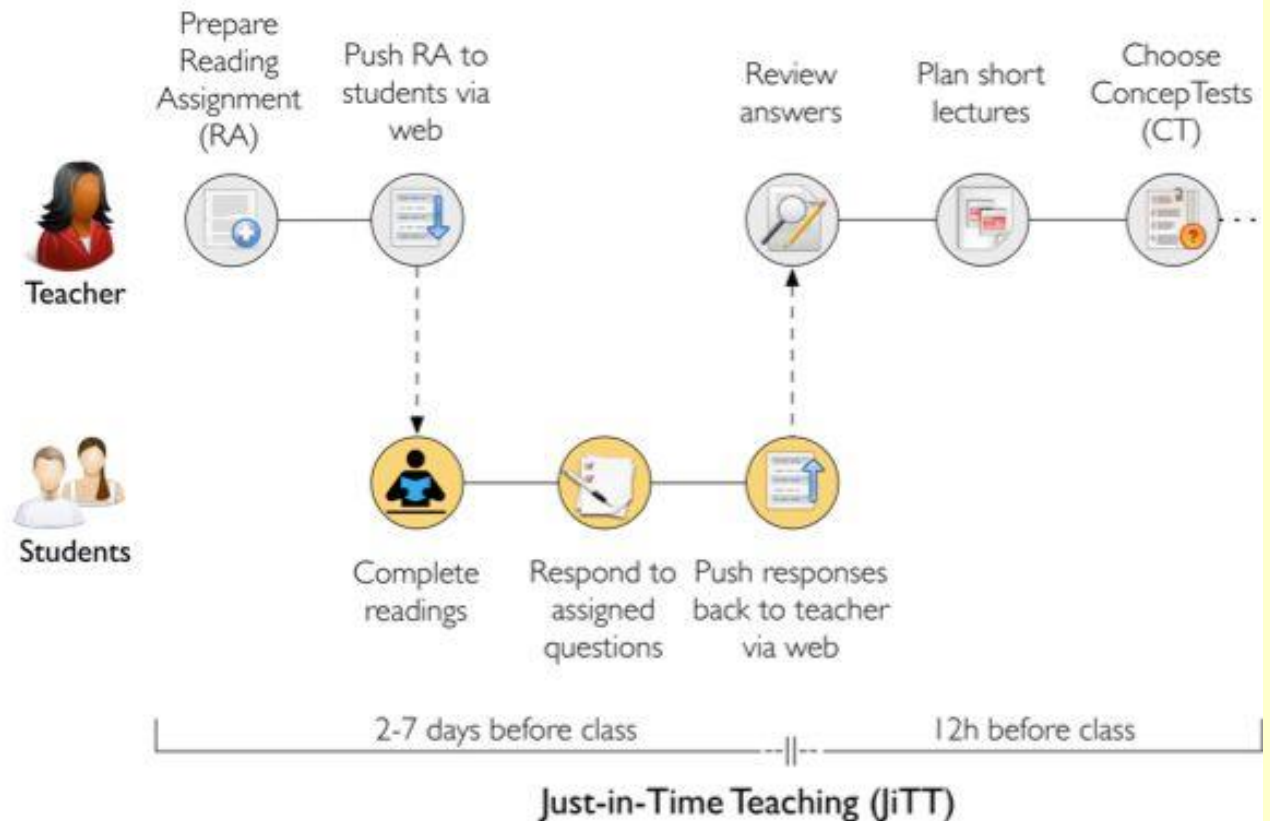 Prepare
Reading
Assignment
(RA)
Push RA to
students via
web
Review
answers
Plan short
lectures
Choose
ConcepTests
(CT)
Teacher
Students
Complete
readings
Respond to
assigned
questions
Push responses
back to teacher
via web
2-7 days before class
12h before class
Just-in-Time Teaching (JiTT)